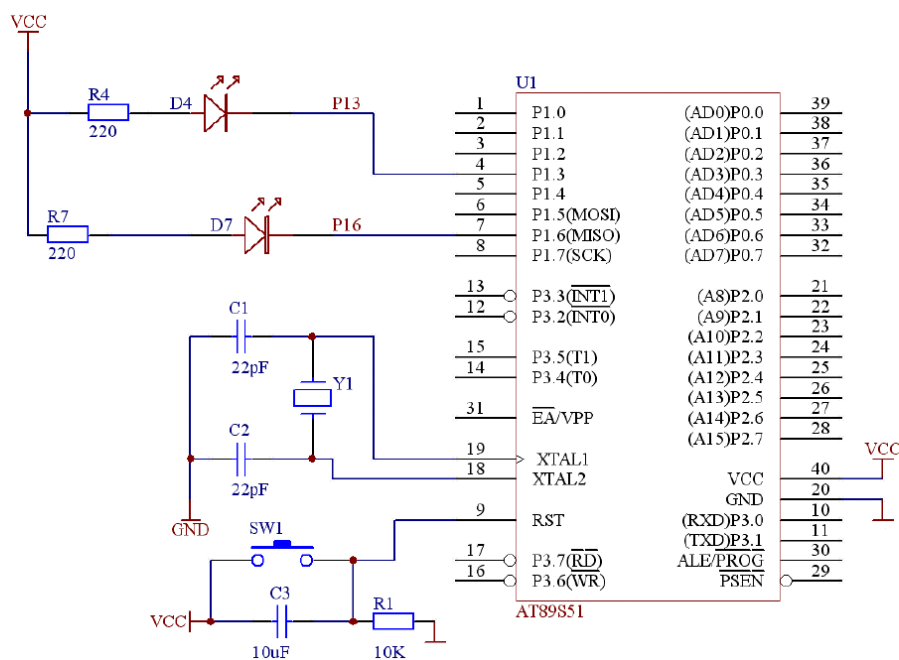 VCC
R4
220
D4
P13
R7
220
D7
P16
C1
22pF
Y1
C2
22pF
GND
SW1
VCC
C3
10uF
R1
10K
U1
1 P1.0 (AD0)P0.0 39
2 P1.1 (AD1)P0.1 38
3 P1.2 (AD2)P0.2 37
4 P1.3 (AD3)P0.3 36
5 P1.4 (AD4)P0.4 35
6 P1.5(MOSI) (AD5)P0.5 34
7 P1.6(MISO) (AD6)P0.6 33
8 P1.7(SCK) (AD7)P0.7 32
13 P3.3(INT1) (A8)P2.0 21
12 P3.2(INT0) (A9)P2.1 22
(A10)P2.2 23
15 P3.5(T1) (A11)P2.3 24
14 P3.4(T0) (A12)P2.4 25
(A13)P2.5 26
31 EA/VPP (A14)P2.6 27
(A15)P2.7 28
19 XTAL1
18 XTAL2 VCC 40 VCC
GND 20
9 RST (RXD)P3.0 10
(TXD)P3.1 11
17 P3.7(RD) ALE/PROG 30
16 P3.6(WR) PSEN 29
AT89S51